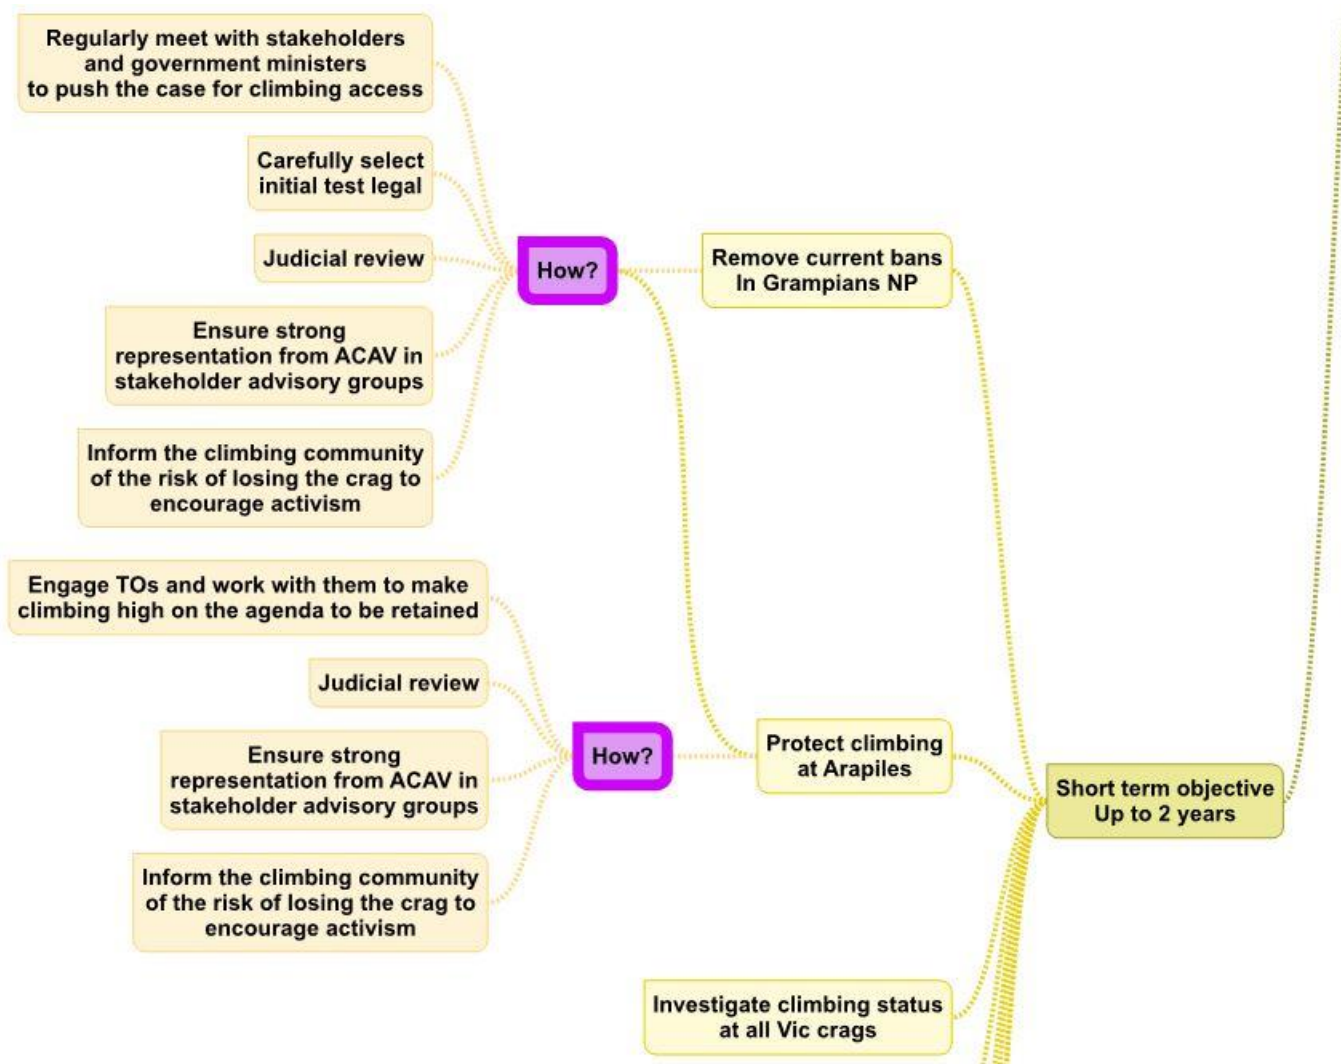 Regularly meet with stakeholders
and government ministers
to push the case for climbing access
Carefully select
initial test legal
Judicial review
Ensure strong
representation from ACAV in
stakeholder advisory groups
Inform the climbing community
of the risk of losing the crag to
encourage activism
How?
Remove current bans
In Grampians NP
Engage TOs and work with them to make
climbing high on the agenda to be retained
Judicial review
Ensure strong
representation from ACAV in
stakeholder advisory groups
Inform the climbing community
of the risk of losing the crag to
encourage activism
How?
Protect climbing
at Arapiles
Short term objective
Up to 2 years
Investigate climbing status
at all Vic crags